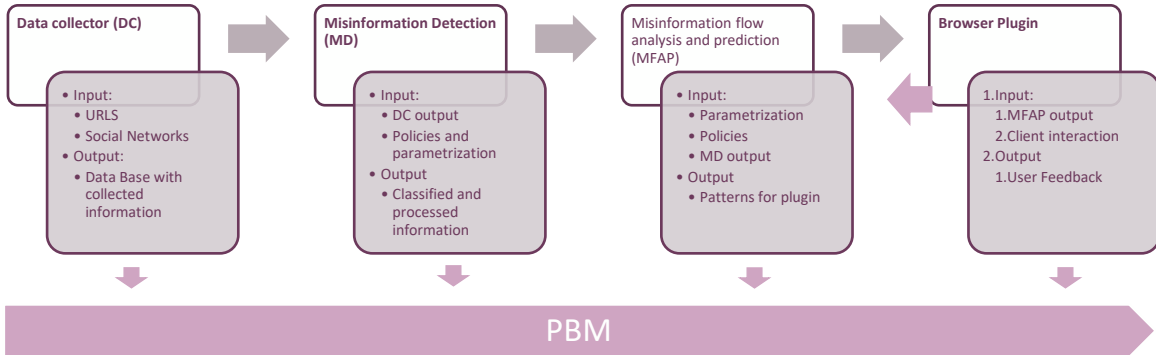 Data collector (DC)
• Input:
• URLS
• Social Networks
• Output:
• Data Base with
collected
information
Misinformation Detection
(MD)
• Input:
• DC output
• Policies and
parametrization
• Output
• Classified and
processed
information
Misinformation flow
analysis and prediction
(MFAP)
• Input:
• Parametrization
• Policies
• MD output
• Output
• Patterns for plugin
Browser Plugin
1.Input:
1.MFAP output
2.Client interaction
2.Output
1.User Feedback
PBM